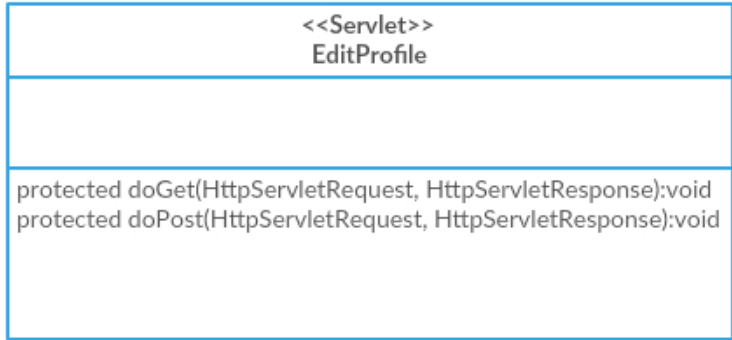 <<Servlet>>
EditProfile
protected doGet(HttpServletRequest, HttpServletResponse):void
protected doPost(HttpServletRequest, HttpServletResponse):void